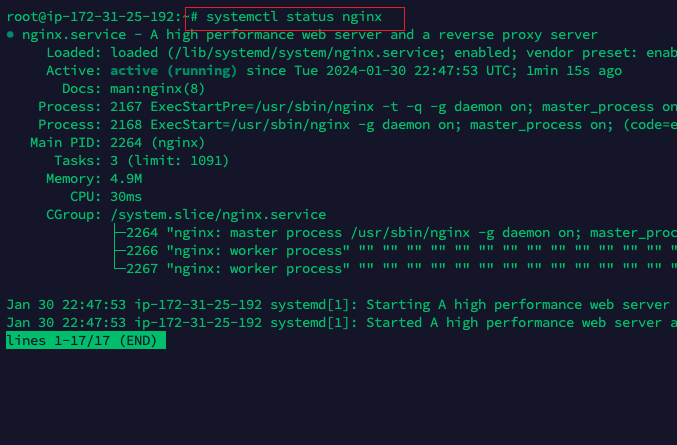 root@ip-172-31-25-192:~# systemctl status nginx
● nginx.service - A high performance web server and a reverse proxy server
Loaded: loaded (/lib/systemd/system/nginx.service; enabled; vendor preset: enab
Active: active (running) since Tue 2024-01-30 22:47:53 UTC; 1min 15s ago
Docs: man:nginx(8)
Process: 2167 ExecStartPre=/usr/sbin/nginx -t -q -g daemon on; master_process on
Process: 2168 ExecStart=/usr/sbin/nginx -g daemon on; master_process on; (code=e
Main PID: 2264 (nginx)
Tasks: 3 (limit: 1091)
Memory: 4.9M
CPU: 30ms
CGroup: /system.slice/nginx.service
├─2264 "nginx: master process /usr/sbin/nginx -g daemon on; master_proc
├─2266 "nginx: worker process" "" "" "" "" "" "" "" "" "" "" "" "" "" "
└─2267 "nginx: worker process" "" "" "" "" "" "" "" "" "" "" "" "" "" "
Jan 30 22:47:53 ip-172-31-25-192 systemd[1]: Starting A high performance web server
Jan 30 22:47:53 ip-172-31-25-192 systemd[1]: Started A high performance web server a
lines 1-17/17 (END)